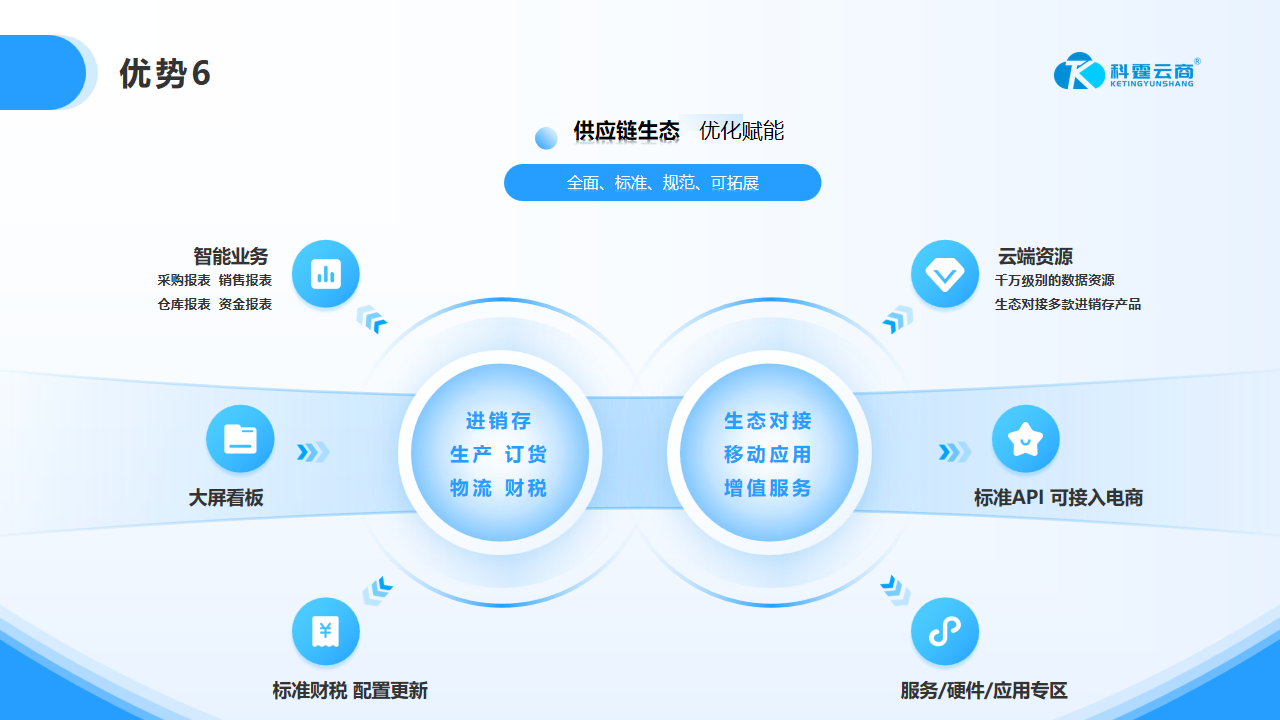 优势6
科霆云商®
KETINGYUNSHANG
供应链生态 优化赋能
全面、标准、规范、可拓展
智能业务
采购报表 销售报表
仓库报表 资金报表
云端资源
千万级别的数据资源
生态对接多款进销存产品
进销存
生产 订货
物流 财税
生态对接
移动应用
增值服务
大屏看板
标准API 可接入电商
¥
标准财税 配置更新
服务/硬件/应用专区